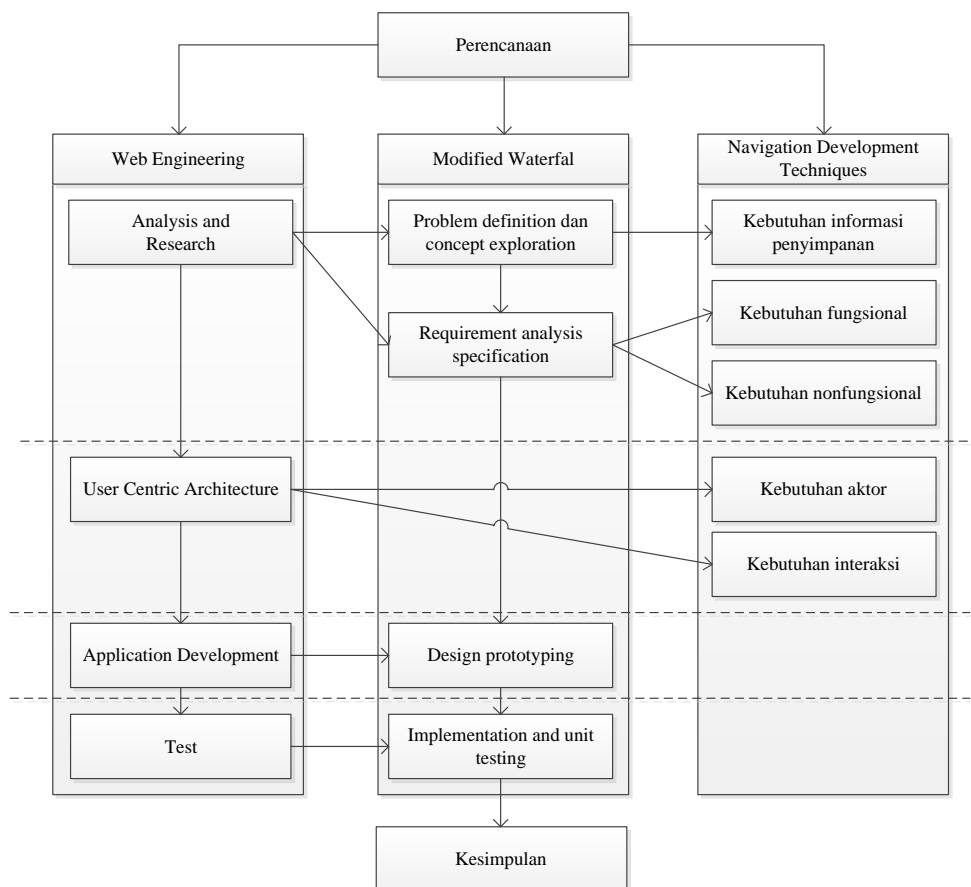 Perencanaan
Web Engineering
Modified Waterfal
Navigation Development
Techniques
Analysis and
Research
Problem definition dan
concept exploration
Kebutuhan informasi
penyimpanan
Requirement analysis
specification
Kebutuhan fungsional
Kebutuhan nonfungsional
User Centric Architecture
Kebutuhan aktor
Kebutuhan interaksi
Application Development
Design prototyping
Test
Implementation and unit
testing
Kesimpulan